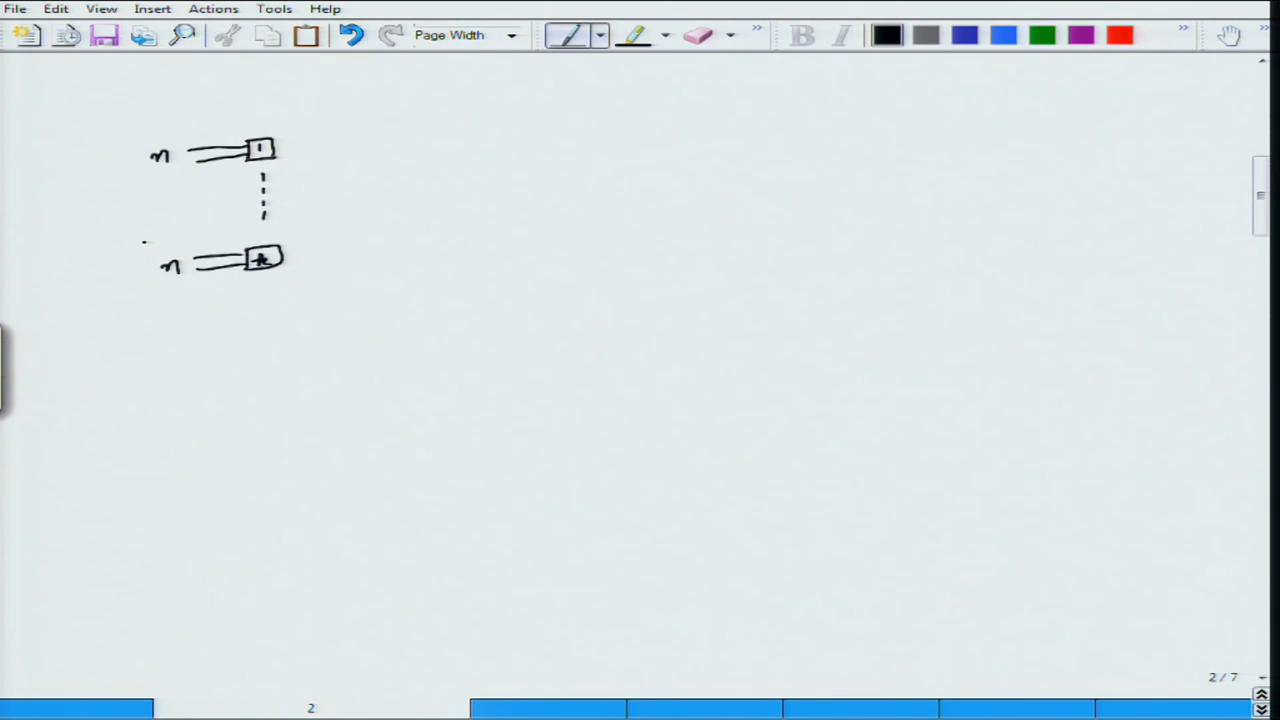 File Edit View Insert Actions Tools Help
Page Width B I
n 1
n k
2 / 7
2